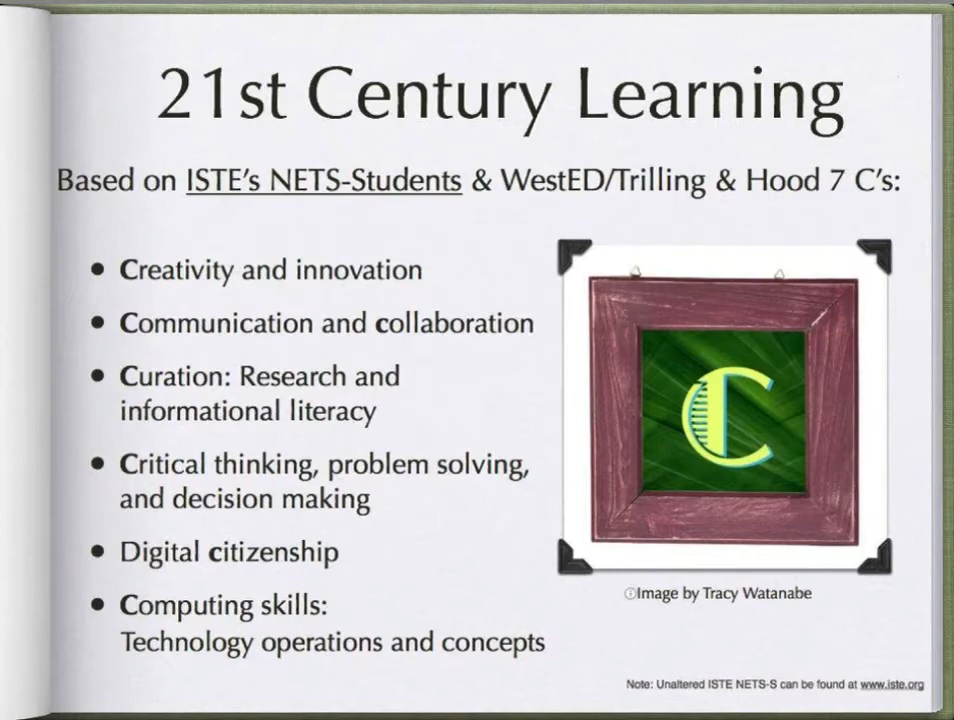 21st Century Learning
Based on ISTE's NETS-Students & WestED/Trilling & Hood 7 C's:
• Creativity and innovation
• Communication and collaboration
• Curation: Research and
informational literacy
• Critical thinking, problem solving,
and decision making
• Digital citizenship
• Computing skills:
Technology operations and concepts
C
ⓘImage by Tracy Watanabe
Note: Unaltered ISTE NETS-S can be found at www.iste.org